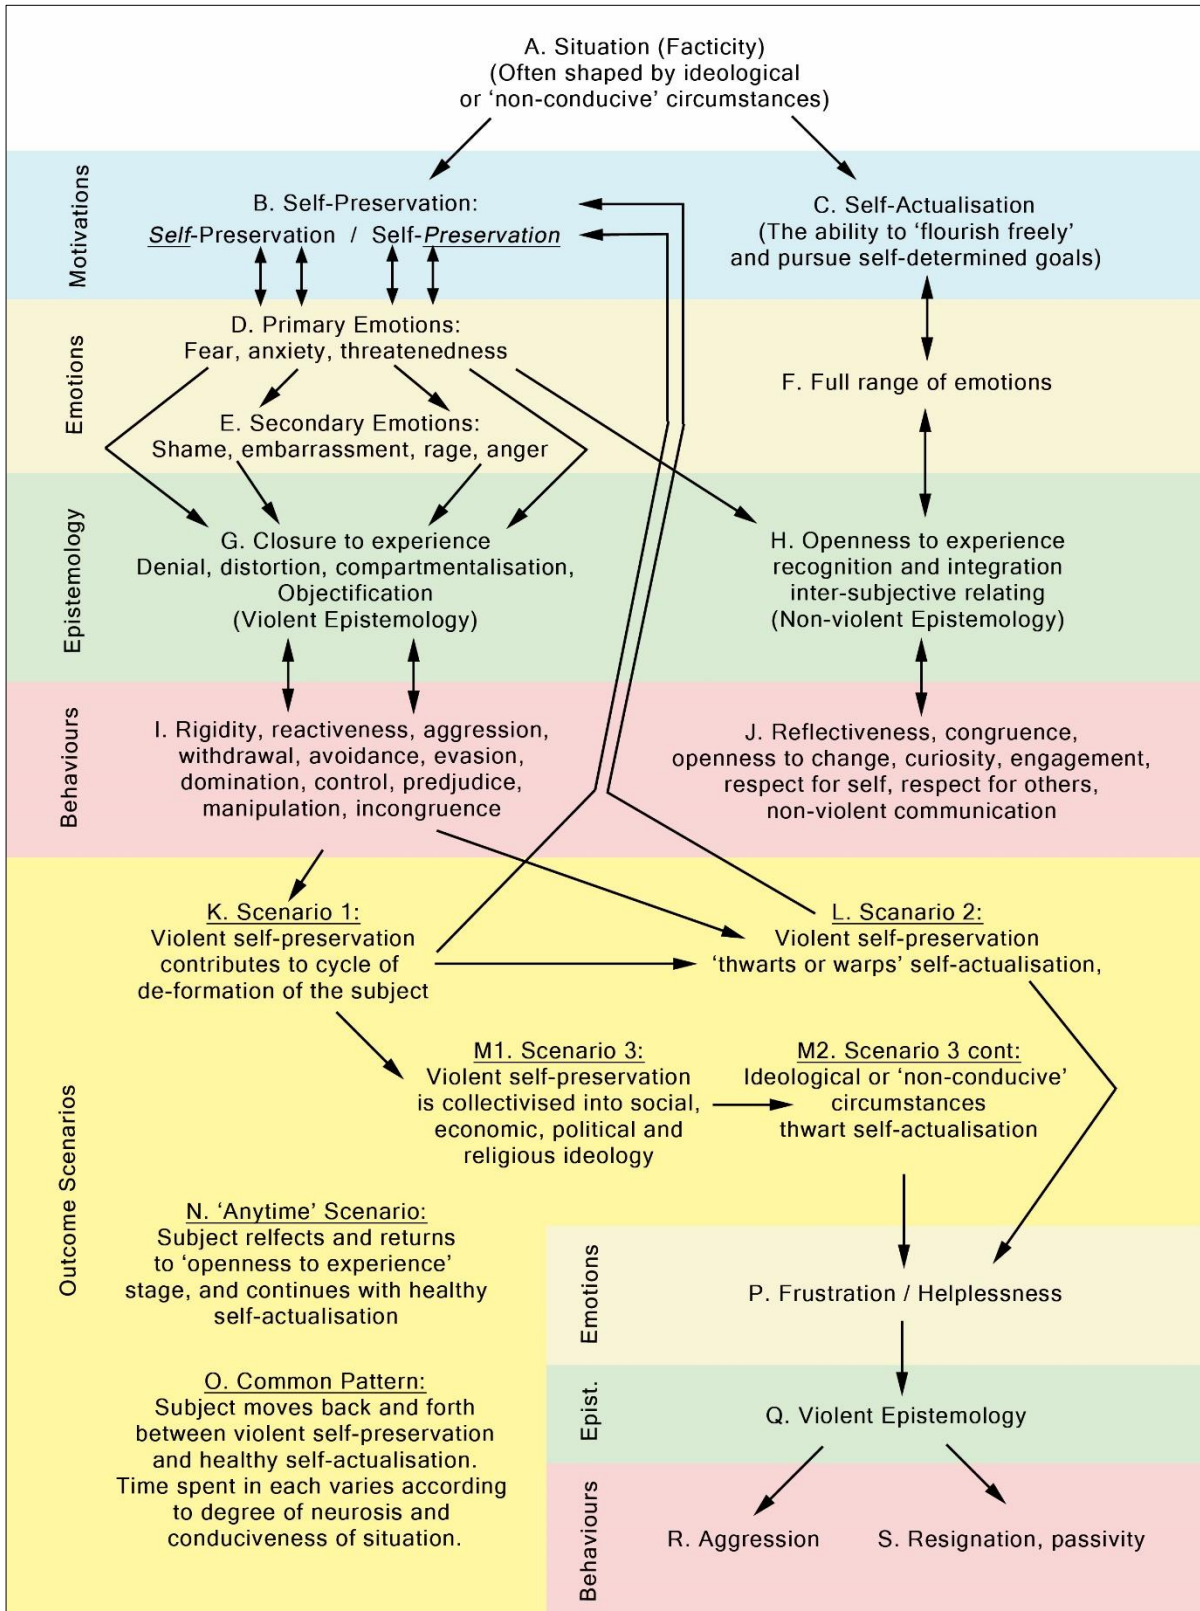 A. Situation (Facticity)
(Often shaped by ideological
or ‘non-conducive’ circumstances)
Motivations
B. Self-Preservation:
Self-Preservation / Self-Preservation
C. Self-Actualisation
(The ability to ‘flourish freely’
and pursue self-determined goals)
Emotions
D. Primary Emotions:
Fear, anxiety, threatenedness
E. Secondary Emotions:
Shame, embarrassment, rage, anger
F. Full range of emotions
Epistemology
G. Closure to experience
Denial, distortion, compartmentalisation,
Objectification
(Violent Epistemology)
H. Openness to experience
recognition and integration
inter-subjective relating
(Non-violent Epistemology)
Behaviours
I. Rigidity, reactiveness, aggression,
withdrawal, avoidance, evasion,
domination, control, predjudice,
manipulation, incongruence
J. Reflectiveness, congruence,
openness to change, curiosity, engagement,
respect for self, respect for others,
non-violent communication
Outcome Scenarios
K. Scenario 1:
Violent self-preservation
contributes to cycle of
de-formation of the subject
L. Scanario 2:
Violent self-preservation
‘thwarts or warps’ self-actualisation,
M1. Scenario 3:
Violent self-preservation
is collectivised into social,
economic, political and
religious ideology
M2. Scenario 3 cont:
Ideological or ‘non-conducive’
circumstances
thwart self-actualisation
N. ‘Anytime’ Scenario:
Subject relfects and returns
to ‘openness to experience’
stage, and continues with healthy
self-actualisation
O. Common Pattern:
Subject moves back and forth
between violent self-preservation
and healthy self-actualisation.
Time spent in each varies according
to degree of neurosis and
conduciveness of situation.
Emotions
P. Frustration / Helplessness
Epist.
Q. Violent Epistemology
Behaviours
R. Aggression
S. Resignation, passivity